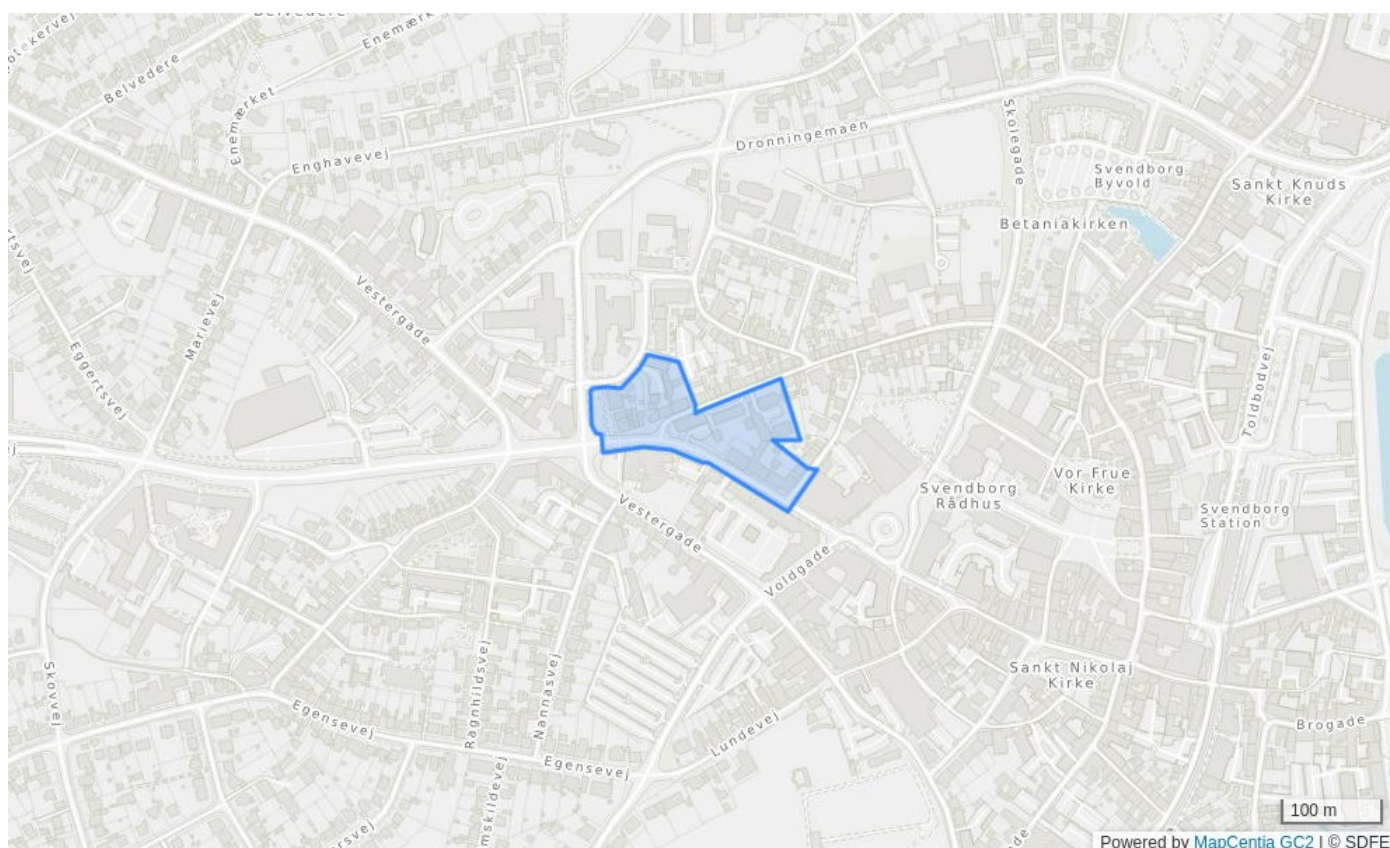 Belvedere
Enemærket
Enghavevej
Dronningemaen
Skolegade
Svendborg
Byvold
Sankt Knuds
Kirke
Betaniakirken
Vestergade
Marievej
Eggertsvej
Toldbodvej
Vor Frue
Kirke
Svendborg
Rådhus
Svendborg
Station
Vestergade
Voldgade
Sankt Nikolaj
Kirke
Skovvej
Egensevej
Ragnhildsvej
Nannasvej
Lundevej
Egensevej
Brogade
100 m
Powered by MapCentia GC2 | © SDFE